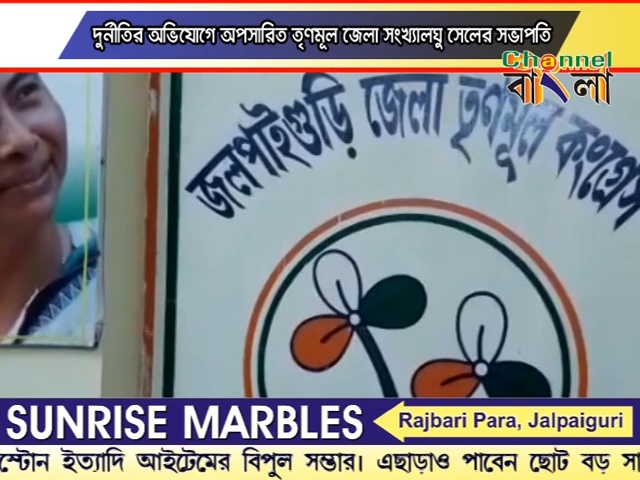 দুর্নীতির অভিযোগে অপসারিত তৃণমূল জেলা সংখ্যালঘু সেলের সভাপতি
Channel
বাংলা
জলপাইগুড়ি জেলা তৃণমূল কংগ্রেস
SUNRISE MARBLES
Rajbari Para, Jalpaiguri
স্টোন ইত্যাদি আইটেমের বিপুল সম্ভার। এছাড়াও পাবেন ছোট বড়